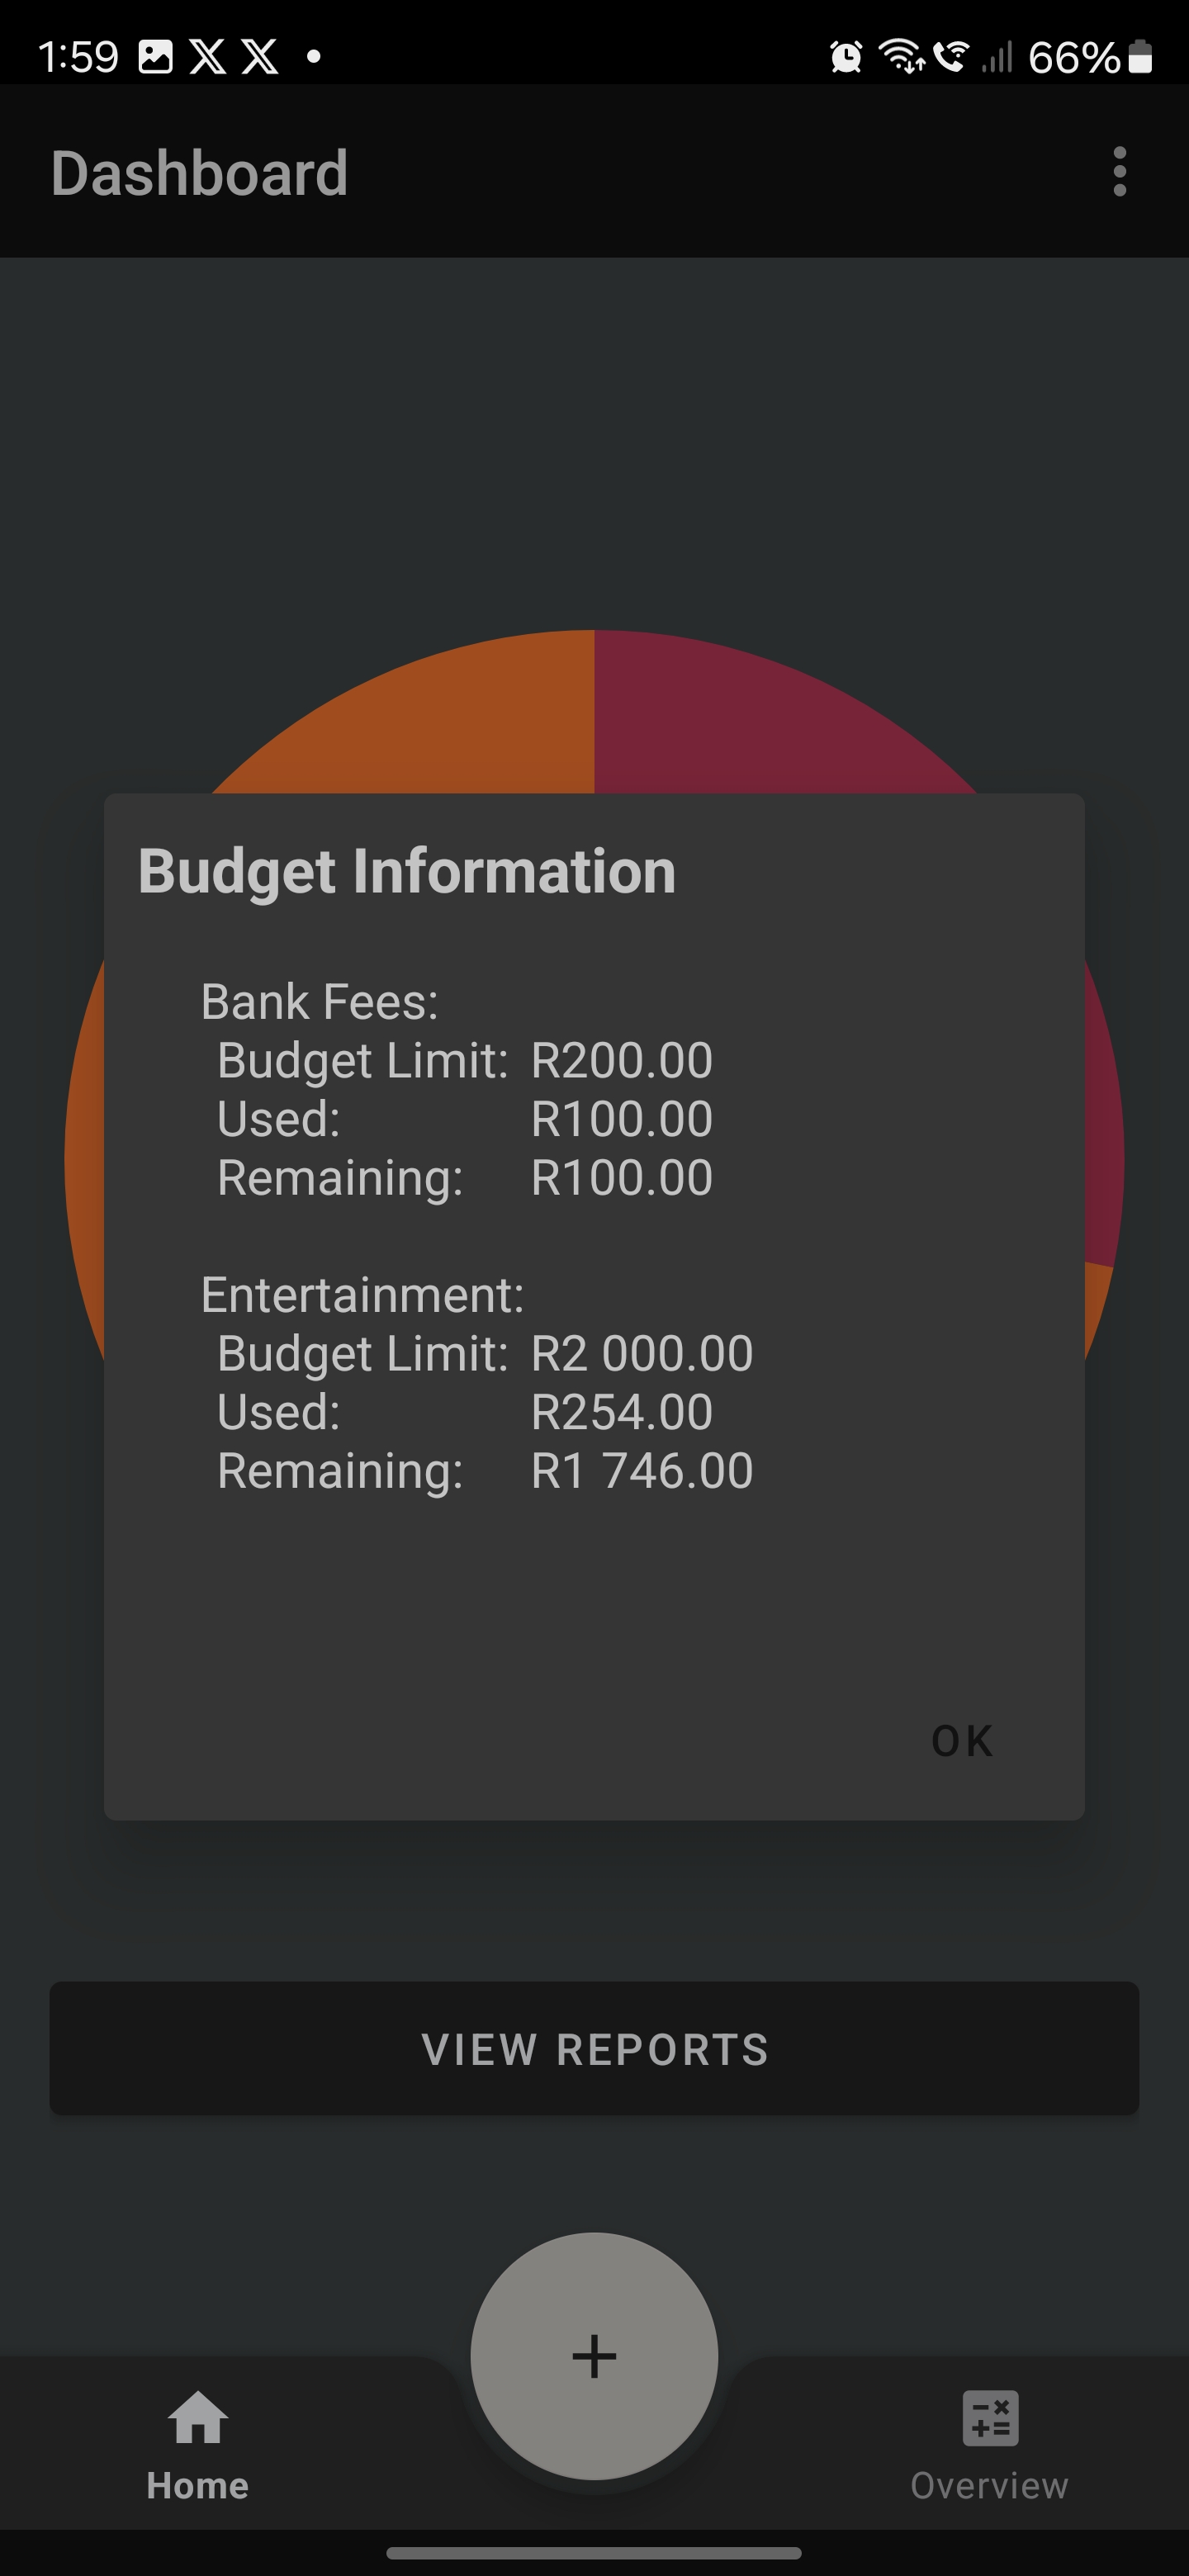 1:59
66%
Dashboard
Budget Information
Bank Fees:
Budget Limit: R200.00
Used: R100.00
Remaining: R100.00
Entertainment:
Budget Limit: R2 000.00
Used: R254.00
Remaining: R1 746.00
OK
VIEW REPORTS
+
Home
Overview